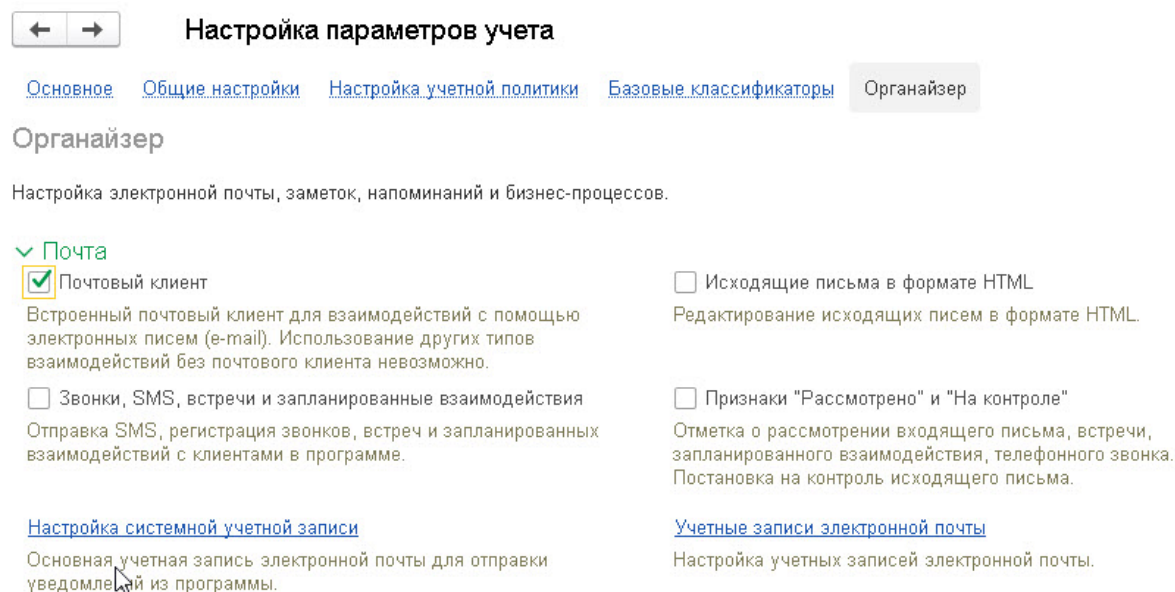 Настройка параметров учета
Основное Общие настройки Настройка учетной политики Базовые классификаторы Органайзер
Органайзер
Настройка электронной почты, заметок, напоминаний и бизнес-процессов.
Почта
Почтовый клиент
Встроенный почтовый клиент для взаимодействий с помощью
электронных писем (e-mail). Использование других типов
взаимодействий без почтового клиента невозможно.
Исходящие письма в формате HTML
Редактирование исходящих писем в формате HTML.
Звонки, SMS, встречи и запланированные взаимодействия
Отправка SMS, регистрация звонков, встреч и запланированных
взаимодействий с клиентами в программе.
Признаки "Рассмотрено" и "На контроле"
Отметка о рассмотрении входящего письма, встречи,
запланированного взаимодействия, телефонного звонка.
Постановка на контроль исходящего письма.
Настройка системной учетной записи
Основная учетная запись электронной почты для отправки
уведомлений из программы.
Учетные записи электронной почты
Настройка учетных записей электронной почты.